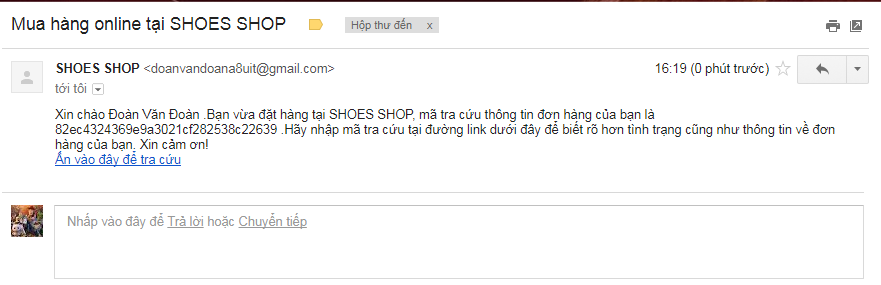 Mua hàng online tại SHOES SHOP
Hộp thư đến x
SHOES SHOP <doanvandoana8uit@gmail.com>
16:19 (0 phút trước)
tới tôi
Xin chào Đoàn Văn Đoàn .Bạn vừa đặt hàng tại SHOES SHOP, mã tra cứu thông tin đơn hàng của bạn là
82ec4324369e9a3021cf282538c22639 .Hãy nhập mã tra cứu tại đường link dưới đây để biết rõ hơn tình trạng cũng như thông tin về đơn
hàng của bạn. Xin cảm ơn!
Ấn vào đây để tra cứu
Nhấp vào đây để Trả lời hoặc Chuyển tiếp